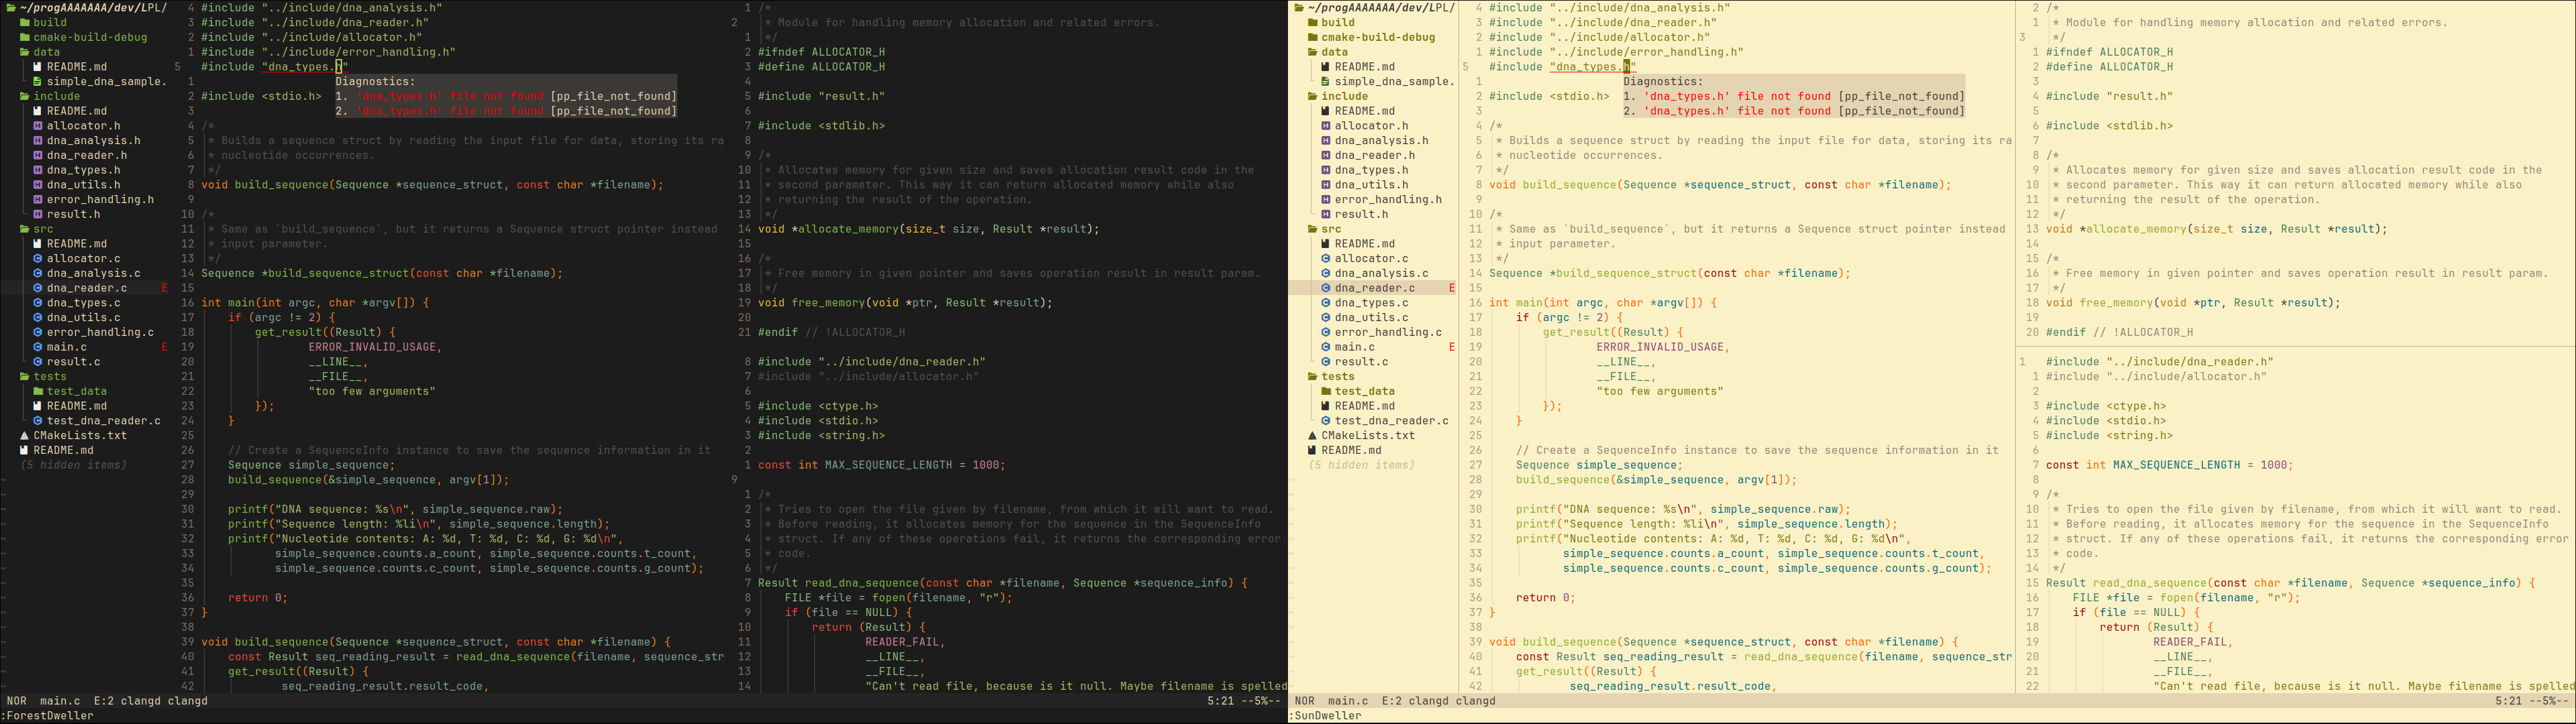 ~/progAAAAAAA/dev/LPL/
build
cmake-build-debug
data
README.md
simple_dna_sample.
include
README.md
allocator.h
dna_analysis.h
dna_reader.h
dna_types.h
dna_utils.h
error_handling.h
result.h
src
README.md
allocator.c
dna_analysis.c
dna_reader.c E
dna_types.c
dna_utils.c
error_handling.c
main.c E
result.c
tests
test_data
README.md
test_dna_reader.c
CMakeLists.txt
README.md
(5 hidden items)
4 #include "../include/dna_analysis.h"
3 #include "../include/dna_reader.h"
2 #include "../include/allocator.h"
1 #include "../include/error_handling.h"
5 #include "dna_types.h"
1 Diagnostics:
2 #include <stdio.h> 1. 'dna_types.h' file not found [pp_file_not_found]
3 2. 'dna_types.h' file not found [pp_file_not_found]
4 /*
5 * Builds a sequence struct by reading the input file for data, storing its ra
6 * nucleotide occurrences.
7 */
8 void build_sequence(Sequence *sequence_struct, const char *filename);
9
10 /*
11 * Same as `build_sequence`, but it returns a Sequence struct pointer instead
12 * input parameter.
13 */
14 Sequence *build_sequence_struct(const char *filename);
15
16 int main(int argc, char *argv[]) {
17 if (argc != 2) {
18 get_result((Result) {
19 ERROR_INVALID_USAGE,
20 __LINE__,
21 __FILE__,
22 "too few arguments"
23 });
24 }
25
26 // Create a SequenceInfo instance to save the sequence information in it
27 Sequence simple_sequence;
28 build_sequence(&simple_sequence, argv[1]);
29
30 printf("DNA sequence: %s\n", simple_sequence.raw);
31 printf("Sequence length: %li\n", simple_sequence.length);
32 printf("Nucleotide contents: A: %d, T: %d, C: %d, G: %d\n",
33 simple_sequence.counts.a_count, simple_sequence.counts.t_count,
34 simple_sequence.counts.c_count, simple_sequence.counts.g_count);
35
36 return 0;
37 }
38
39 void build_sequence(Sequence *sequence_struct, const char *filename) {
40 const Result seq_reading_result = read_dna_sequence(filename, sequence_str
41 get_result((Result) {
42 seq_reading_result.result_code,
1 /*
2 * Module for handling memory allocation and related errors.
1 */
2 #ifndef ALLOCATOR_H
3 #define ALLOCATOR_H
4
5 #include "result.h"
6
7 #include <stdlib.h>
8
9 /*
10 * Allocates memory for given size and saves allocation result code in the
11 * second parameter. This way it can return allocated memory while also
12 * returning the result of the operation.
13 */
14 void *allocate_memory(size_t size, Result *result);
15
16 /*
17 * Free memory in given pointer and saves operation result in result param.
18 */
19 void free_memory(void *ptr, Result *result);
20
21 #endif // !ALLOCATOR_H
8 #include "../include/dna_reader.h"
7 #include "../include/allocator.h"
6
5 #include <ctype.h>
4 #include <stdio.h>
3 #include <string.h>
2
1 const int MAX_SEQUENCE_LENGTH = 1000;
9
1 /*
2 * Tries to open the file given by filename, from which it will want to read.
3 * Before reading, it allocates memory for the sequence in the SequenceInfo
4 * struct. If any of these operations fail, it returns the corresponding error
5 * code.
6 */
7 Result read_dna_sequence(const char *filename, Sequence *sequence_info) {
8 FILE *file = fopen(filename, "r");
9 if (file == NULL) {
10 return (Result) {
11 READER_FAIL,
12 __LINE__,
13 __FILE__,
14 "Can't read file, because is it null. Maybe filename is spelled
NOR main.c E:2 clangd clangd 5:21 --5%--
:ForestDweller
~/progAAAAAAA/dev/LPL/
build
cmake-build-debug
data
README.md
simple_dna_sample.
include
README.md
allocator.h
dna_analysis.h
dna_reader.h
dna_types.h
dna_utils.h
error_handling.h
result.h
src
README.md
allocator.c
dna_analysis.c
dna_reader.c E
dna_types.c
dna_utils.c
error_handling.c
main.c E
result.c
tests
test_data
README.md
test_dna_reader.c
CMakeLists.txt
README.md
(5 hidden items)
4 #include "../include/dna_analysis.h"
3 #include "../include/dna_reader.h"
2 #include "../include/allocator.h"
1 #include "../include/error_handling.h"
5 #include "dna_types.h"
1 Diagnostics:
2 #include <stdio.h> 1. 'dna_types.h' file not found [pp_file_not_found]
3 2. 'dna_types.h' file not found [pp_file_not_found]
4 /*
5 * Builds a sequence struct by reading the input file for data, storing its ra
6 * nucleotide occurrences.
7 */
8 void build_sequence(Sequence *sequence_struct, const char *filename);
9
10 /*
11 * Same as `build_sequence`, but it returns a Sequence struct pointer instead
12 * input parameter.
13 */
14 Sequence *build_sequence_struct(const char *filename);
15
16 int main(int argc, char *argv[]) {
17 if (argc != 2) {
18 get_result((Result) {
19 ERROR_INVALID_USAGE,
20 __LINE__,
21 __FILE__,
22 "too few arguments"
23 });
24 }
25
26 // Create a SequenceInfo instance to save the sequence information in it
27 Sequence simple_sequence;
28 build_sequence(&simple_sequence, argv[1]);
29
30 printf("DNA sequence: %s\n", simple_sequence.raw);
31 printf("Sequence length: %li\n", simple_sequence.length);
32 printf("Nucleotide contents: A: %d, T: %d, C: %d, G: %d\n",
33 simple_sequence.counts.a_count, simple_sequence.counts.t_count,
34 simple_sequence.counts.c_count, simple_sequence.counts.g_count);
35
36 return 0;
37 }
38
39 void build_sequence(Sequence *sequence_struct, const char *filename) {
40 const Result seq_reading_result = read_dna_sequence(filename, sequence_str
41 get_result((Result) {
42 seq_reading_result.result_code,
2 /*
1 * Module for handling memory allocation and related errors.
3 */
1 #ifndef ALLOCATOR_H
2 #define ALLOCATOR_H
3
4 #include "result.h"
5
6 #include <stdlib.h>
7
8 /*
9 * Allocates memory for given size and saves allocation result code in the
10 * second parameter. This way it can return allocated memory while also
11 * returning the result of the operation.
12 */
13 void *allocate_memory(size_t size, Result *result);
14
15 /*
16 * Free memory in given pointer and saves operation result in result param.
17 */
18 void free_memory(void *ptr, Result *result);
19
20 #endif // !ALLOCATOR_H
1 #include "../include/dna_reader.h"
1 #include "../include/allocator.h"
2
3 #include <ctype.h>
4 #include <stdio.h>
5 #include <string.h>
6
7 const int MAX_SEQUENCE_LENGTH = 1000;
8
9 /*
10 * Tries to open the file given by filename, from which it will want to read.
11 * Before reading, it allocates memory for the sequence in the SequenceInfo
12 * struct. If any of these operations fail, it returns the corresponding error
13 * code.
14 */
15 Result read_dna_sequence(const char *filename, Sequence *sequence_info) {
16 FILE *file = fopen(filename, "r");
17 if (file == NULL) {
18 return (Result) {
19 READER_FAIL,
20 __LINE__,
21 __FILE__,
22 "Can't read file, because is it null. Maybe filename is spelled
NOR main.c E:2 clangd clangd 5:21 --5%--
:SunDweller